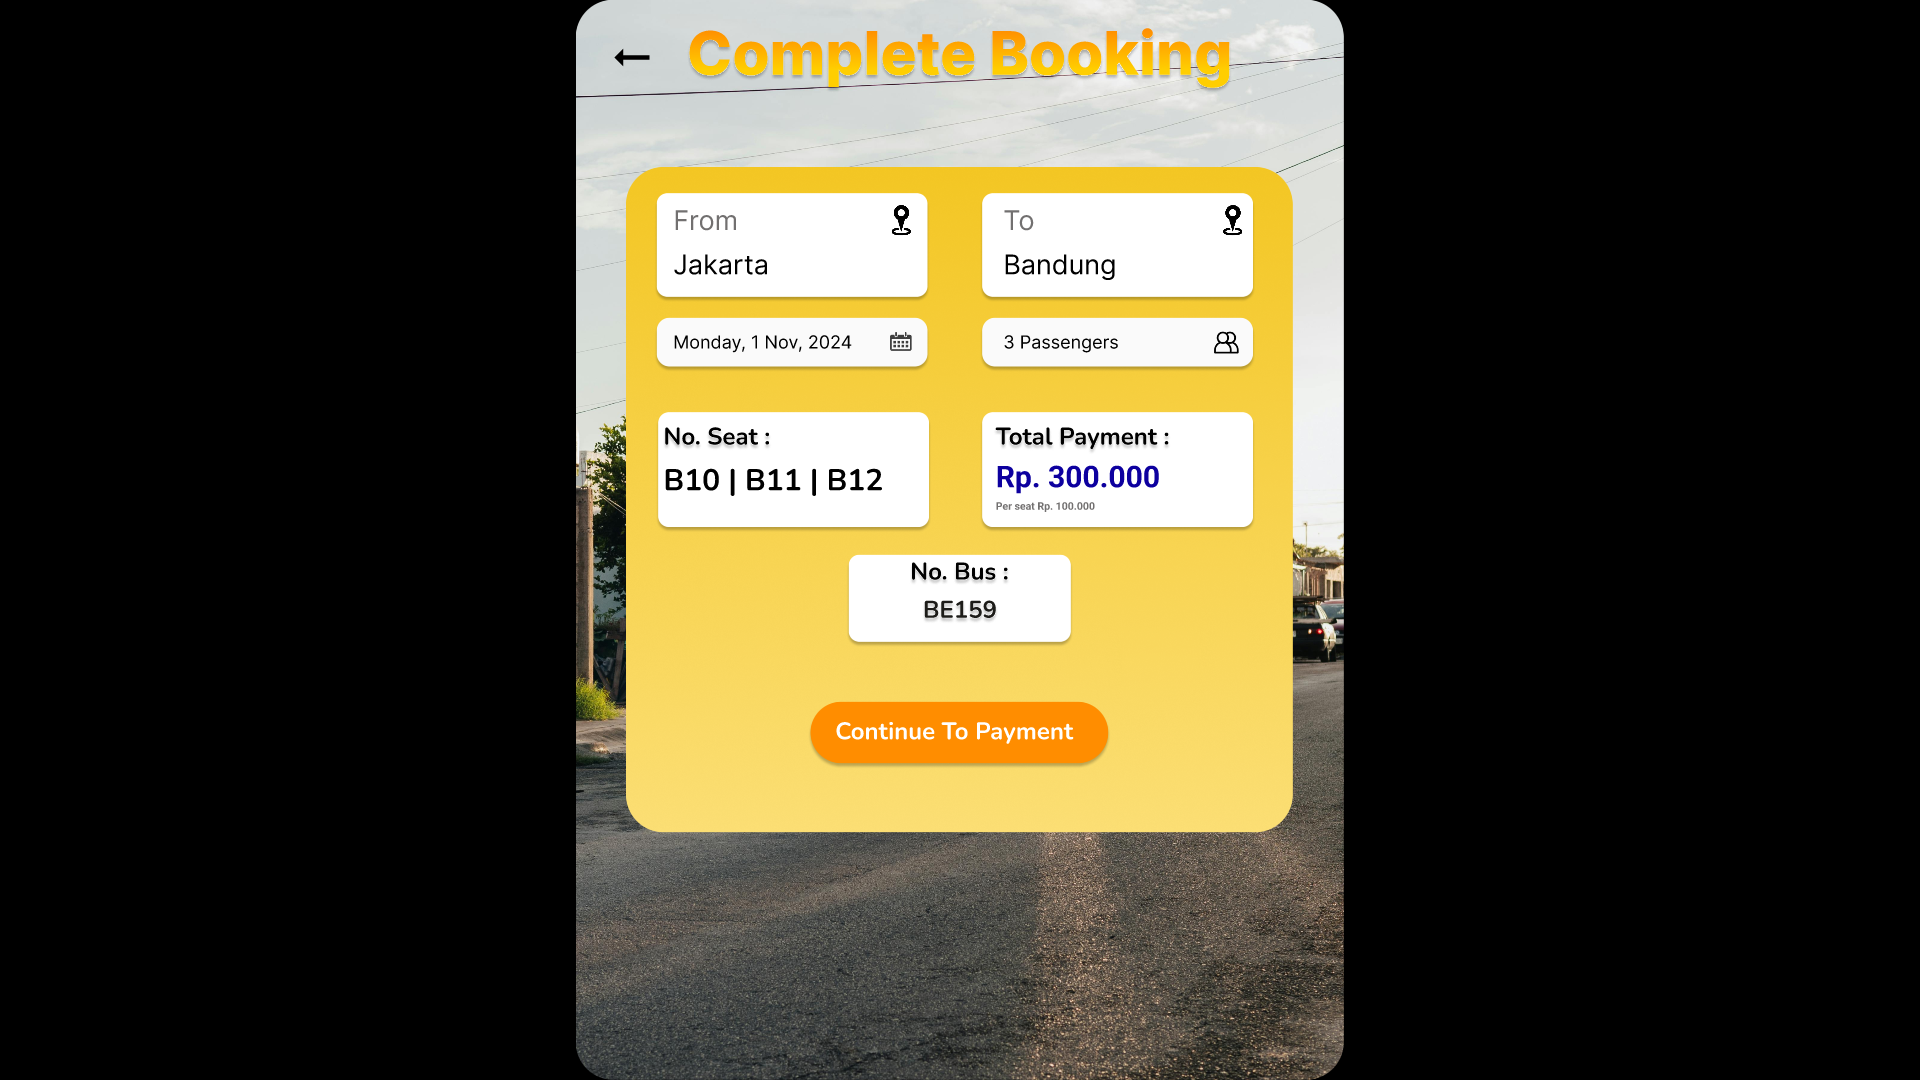 Complete Booking
From
Jakarta
To
Bandung
Monday, 1 Nov, 2024
3 Passengers
No. Seat :
B10 | B11 | B12
Total Payment :
Rp. 300.000
Per seat Rp. 100.000
No. Bus :
BE159
Continue To Payment